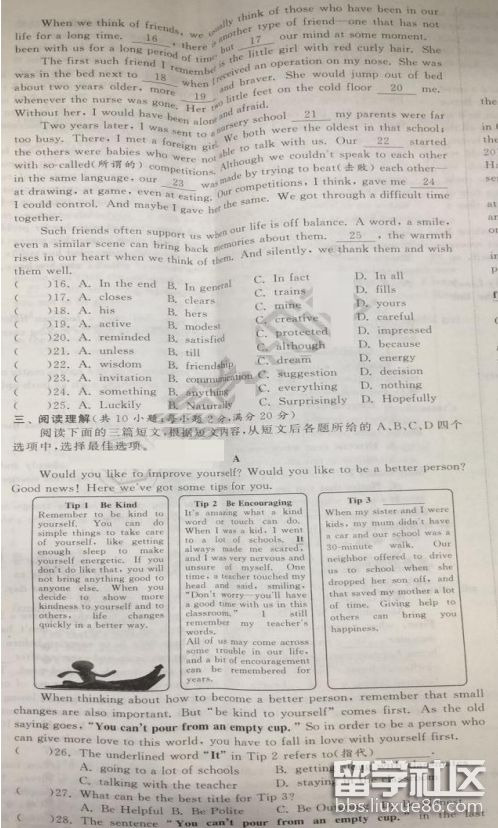 When we think of friends, we usually think of those who have been in our
life for a long time. 16 , there is another type of friend—one that has not
been with us for a long period of time but 17 our mind at some moment.
The first such friend I remember is the little girl with red curly hair. She
was in the bed next to 18 when I received an operation on my nose. She was
about two years older, more 19 and braver. She would jump out of bed
whenever the nurse was gone. Her two little feet on the cold floor 20 me.
Without her, I would have been alone and afraid.
Two years later, I was sent to a nursery school 21 my parents were far
too busy. There, I met a foreign girl. We both were the oldest in that school;
the others were babies who were not able to talk with us. Our 22 started
with so-called(所谓的) competitions. Although we couldn't speak to each other
in the same language, our 23 was made by trying to beat(击败) each other—
at drawing, at game, even at eating. Our competitions, I think, gave me 24
I could control. And maybe I gave her the same. We got through a difficult time
together.
Such friends often support us when our life is off balance. A word, a smile,
even a similar scene can bring back memories about them. 25 , the warmth
rises in our heart when we think of them. And silently, we thank them and wish
them well.
( )16. A. In the end B. In general C. In fact D. In all
( )17. A. closes B. clears C. trains D. fills
( )18. A. his B. hers C. mine D. yours
( )19. A. active B. modest C. creative D. careful
( )20. A. reminded B. satisfied C. protected D. impressed
( )21. A. unless B. till C. although D. because
( )22. A. wisdom B. friendship C. dream D. energy
( )23. A. invitation B. communication C. suggestion D. decision
( )24. A. something B. anything C. everything D. nothing
( )25. A. Luckily B. Naturally C. Surprisingly D. Hopefully
三、阅读理解(共 10 小题;每小题 2 分,满分 20 分)
阅读下面的三篇短文,根据短文内容,从短文后各题所给的 A、B、C、D 四个
选项中,选择最佳选项。
A
Would you like to improve yourself? Would you like to be a better person?
Good news! Here we've got some tips for you.
Tip 1 Be Kind
Remember to be kind to
yourself. You can do
simple things to take care
of yourself, like getting
enough sleep to make
yourself energetic. If you
don't do like that, you will
not bring anything good to
anyone else. When you
decide to show more
kindness to yourself and to
others, life changes
quickly in a better way.
Tip 2 Be Encouraging
It's amazing what a kind
word or touch can do.
When I was a kid, I went
to a lot of schools. It
always made me scared,
and I was very nervous and
unsure of myself. One
time, a teacher touched my
head and said, smiling,
"Don't worry—you'll have
a good time with us in this
classroom." I still
remember my teacher's
words.
All of us may come across
some trouble in our life,
and a bit of encouragement
can be remembered for
years.
Tip 3
When my sister and I were
kids, my mum didn't have
a car and our school was a
30-minute walk. Our
neighbor offered to drive
us to school when she
dropped her son off, and
that saved my mother a lot
of time. Giving help to
others can bring you
happiness.
When thinking about how to become a better person, remember that small
changes are also important. But "be kind to yourself" comes first. As the old
saying goes, "You can't pour from an empty cup." So in order to be a person who
can give more love to this world, you have to fall in love with yourself first.
( )26. The underlined word "It" in Tip 2 refers to(指代)
A. going to a lot of schools B. getting
C. talking with the teacher D. staying
( )27. What can be the best title for Tip 3?
A. Be Helpful B. Be Polite C. Be
( )28. The sentence "You can't pour from an empty cup." in the last
留学社区
bbs.liuxue86.com